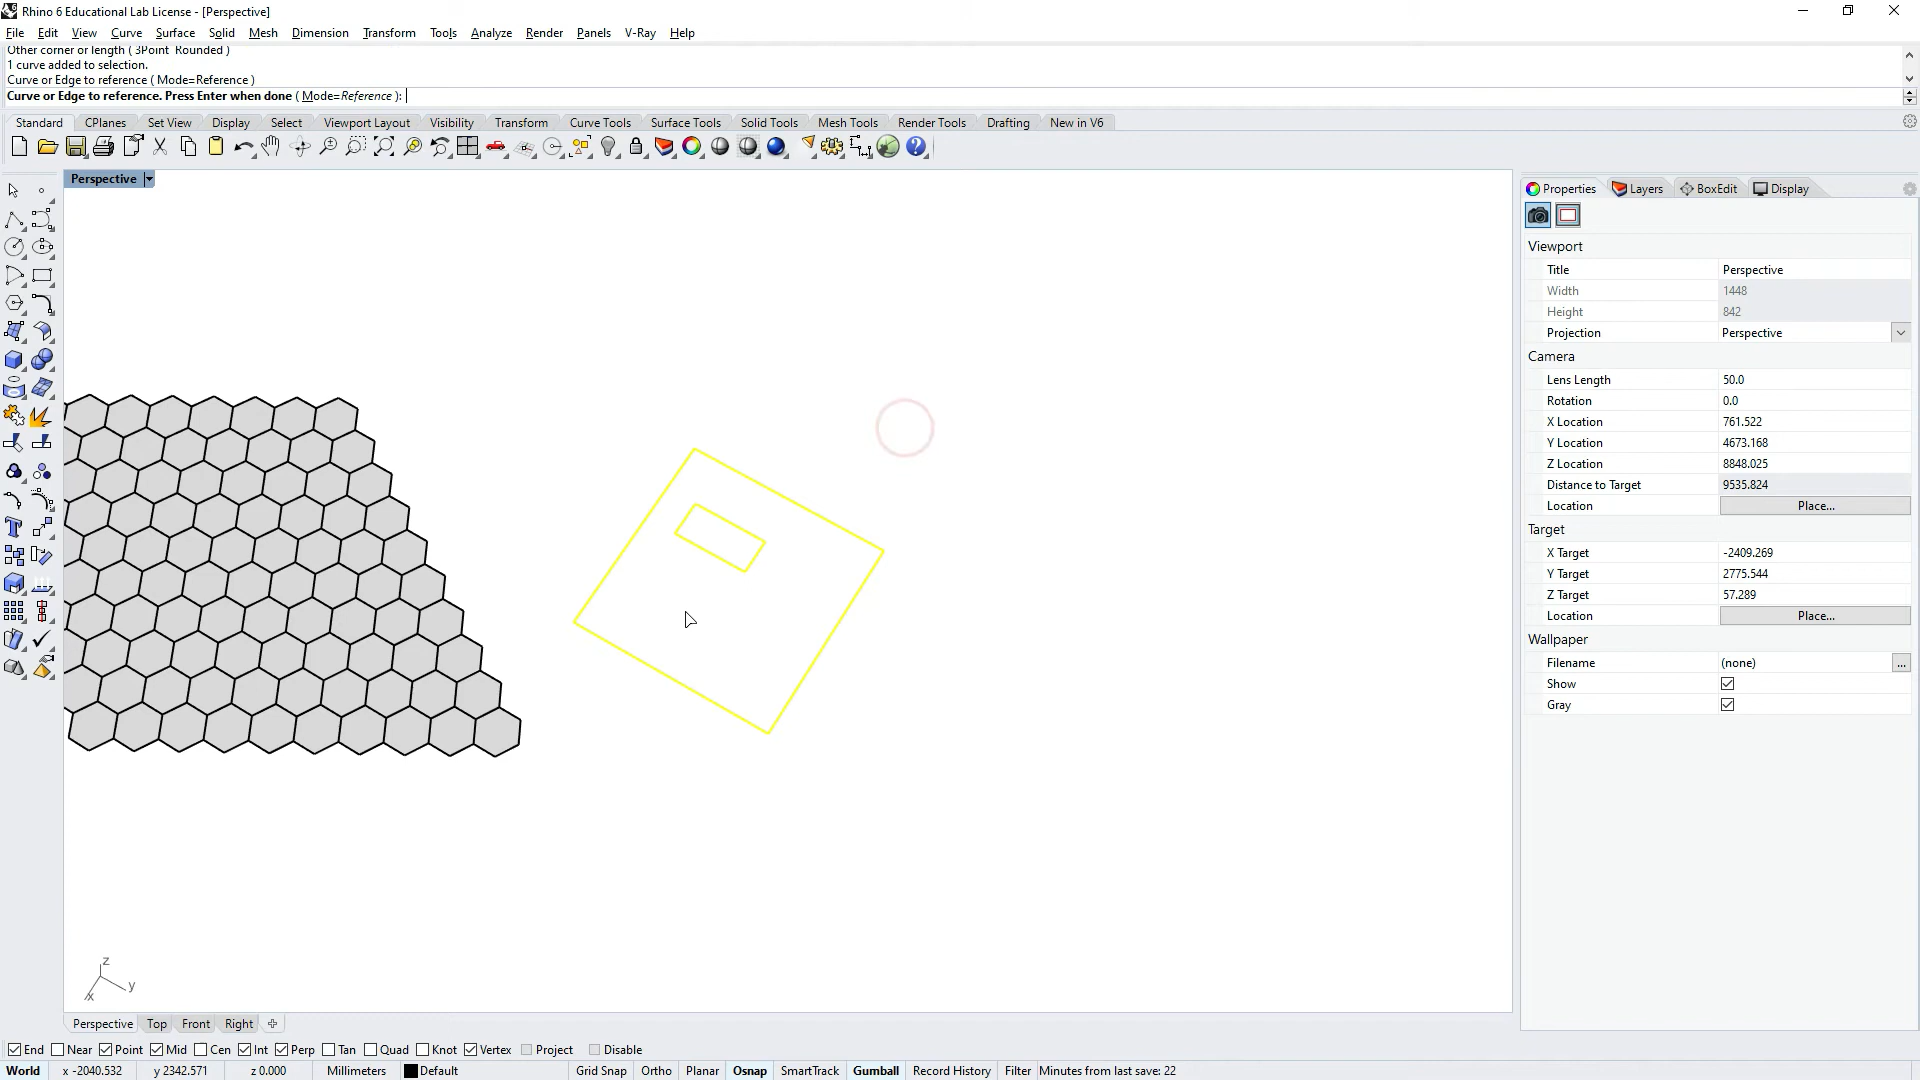 Rhino 6 Educational Lab License - [Perspective]
File Edit View Curve Surface Solid Mesh Dimension Transform Tools Analyze Render Panels V-Ray Help
Other corner or length ( 3Point Rounded )
1 curve added to selection.
Curve or Edge to reference ( Mode=Reference )
Curve or Edge to reference. Press Enter when done ( Mode=Reference ):
Standard CPlanes Set View Display Select Viewport Layout Visibility Transform Curve Tools Surface Tools Solid Tools Mesh Tools Render Tools Drafting New in V6
Perspective
Properties Layers BoxEdit Display
Viewport
Title Perspective
Width 1448
Height 842
Projection Perspective
Camera
Lens Length 50.0
Rotation 0.0
X Location 761.522
Y Location 4673.168
Z Location 8848.025
Distance to Target 9535.824
Location Place...
Target
X Target -2409.269
Y Target 2775.544
Z Target 57.289
Location Place...
Wallpaper
Filename (none) ...
Show
Gray
z
y
x
Perspective Top Front Right
End Near Point Mid Cen Int Perp Tan Quad Knot Vertex Project Disable
World x -2040.532 y 2342.571 z 0.000 Millimeters Default Grid Snap Ortho Planar Osnap SmartTrack Gumball Record History Filter Minutes from last save: 22